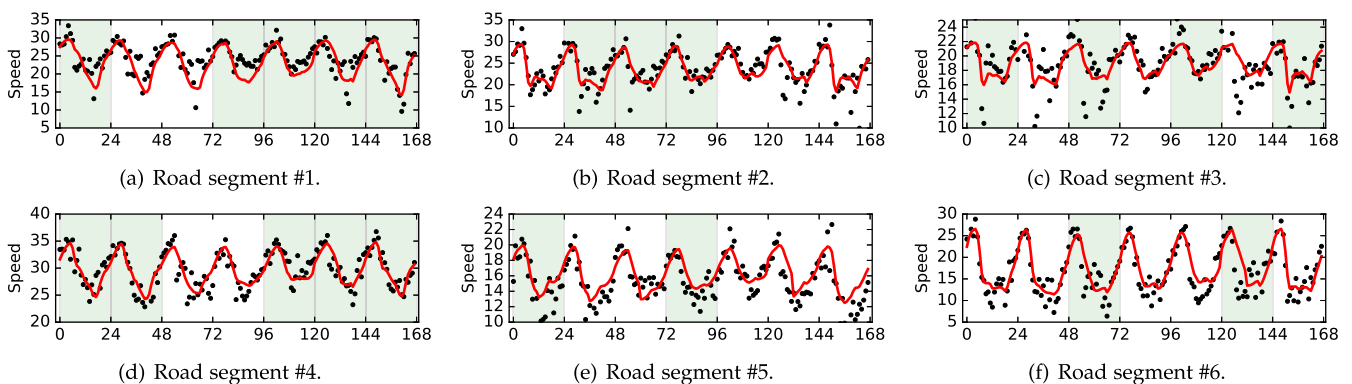 35 30 25 20 15 10 5
Speed
0 24 48 72 96 120 144 168
(a) Road segment #1.
35 30 25 20 15 10
0 24 48 72 96 120 144 168
(b) Road segment #2.
24 22 20 18 16 14 12 10
Speed
0 24 48 72 96 120 144 168
(c) Road segment #3.
40 35 30 25 20
Speed
0 24 48 72 96 120 144 168
(d) Road segment #4.
24 22 20 18 16 14 12 10
Speed
0 24 48 72 96 120 144 168
(e) Road segment #5.
30 25 20 15 10 5
Speed
0 24 48 72 96 120 144 168
(f) Road segment #6.